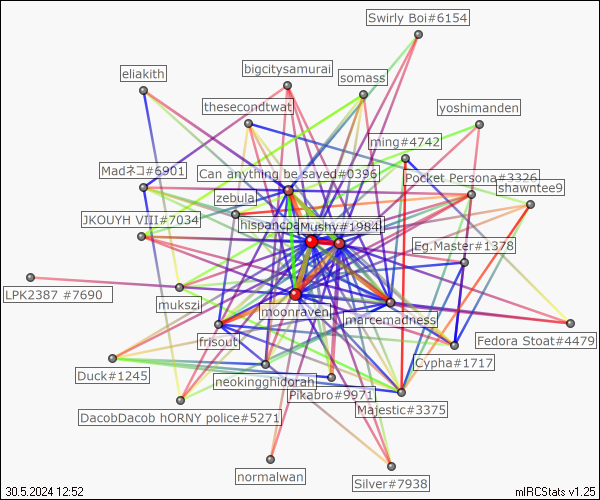 Swirly Boi#6154
bigcitysamurai
eliakith
somass
thesecondtwat
yoshimanden
ming#4742
Madネコ#6901
Can anything be saved#0396
Pocket Persona#3326
shawntee9
zebula
JKOUYH VIII#7034
Mushy#1984
Eg.Master#1378
LPK2387 #7690
mukszi
moonraven
marcemadness
frisout
Fedora Stoat#4479
Cypha#1717
Duck#1245
neokingghidorah
Pikabro#9971
Majestic#3375
DacobDacob hORNY police#5271
normalwan
Silver#7938
30.5.2024 12:52
mIRCStats v1.25